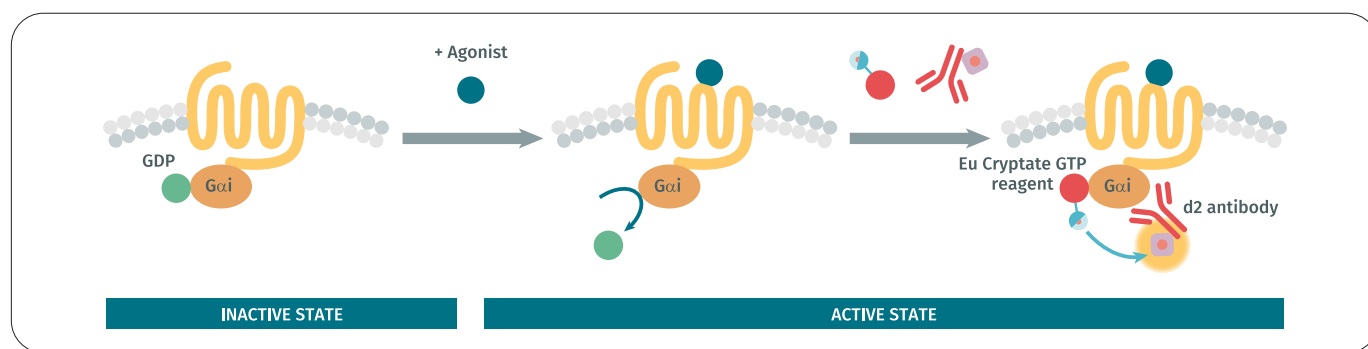 + Agonist
GDP
Gαi
Gαi
Eu Cryptate GTP
reagent
Gαi
d2 antibody
INACTIVE STATE
ACTIVE STATE